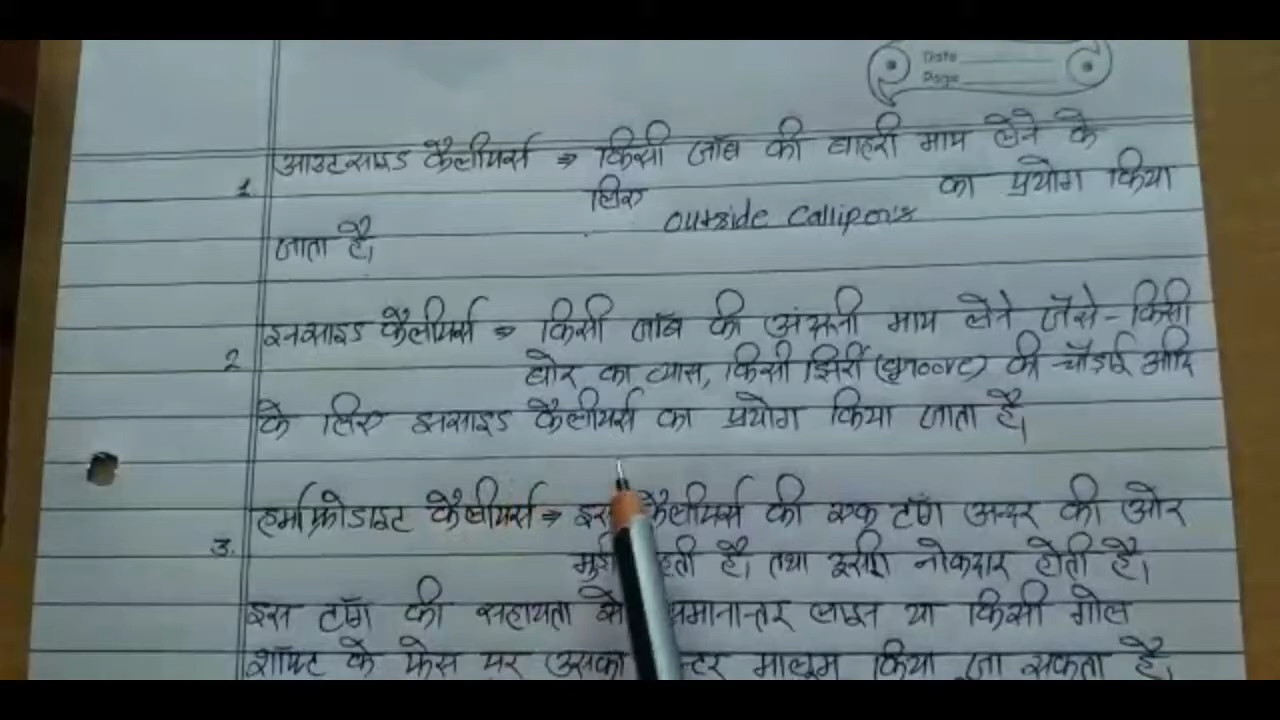 Date
Page
आउटसाइड कैलीपर्स ⇒ किसी जॉब की बाहरी माप लेने के
1 लिए outside Callipers का प्रयोग किया
जाता है।
इनसाइड कैलीपर्स ⇒ किसी जॉब की अंदरुनी माप लेने जैसे - किसी
2 बोर का व्यास, किसी झिर्री (groove) की चौड़ाई आदि
के लिए इनसाइड कैलीपर्स का प्रयोग किया जाता है।
हर्माफ्रोडाइट कैलीपर्स ⇒ कैलीपर्स की एक टाँग अन्दर की ओर
3. है। तथा दूसरी नोकदार होती है।
इस टाँग की सहायता से समानान्तर लाइन या किसी गोल
शॉफ्ट के फेस पर उसका मालूम किया जा सकता है।